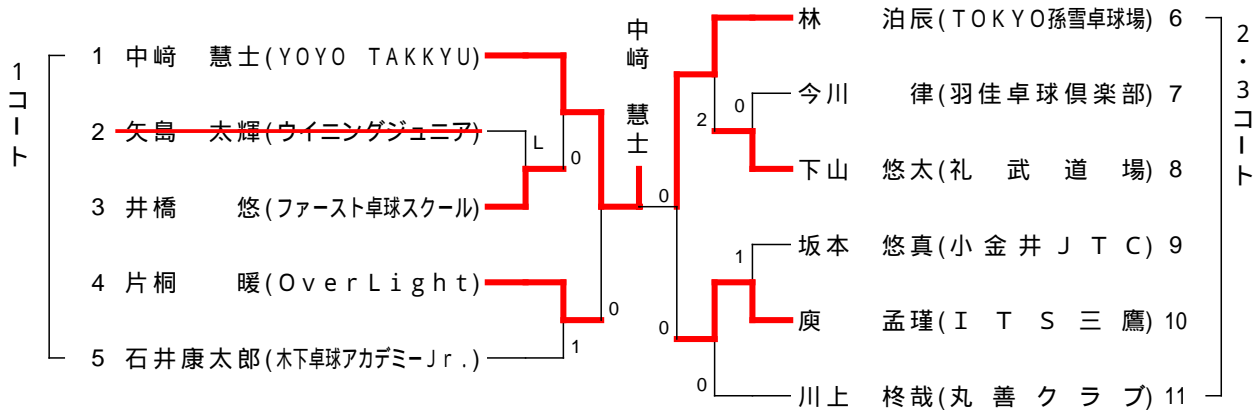 1コート
1 中﨑 慧士(YOYO TAKKYU)
2 矢島 太輝(ウイニングジュニア)
L
0
3 井橋 悠(ファースト卓球スクール)
4 片桐 暖(OverLight)
0
1
5 石井康太郎(木下卓球アカデミーJr.)
中﨑 慧士
0
林 泊辰(TOKYO孫雪卓球場) 6
今川 律(羽佳卓球倶楽部) 7
0
2
下山 悠太(礼武道場) 8
坂本 悠真(小金井JTC) 9
1
庾 孟瑾(ITS三鷹) 10
0
0
川上 柊哉(丸善クラブ) 11
2・3コート